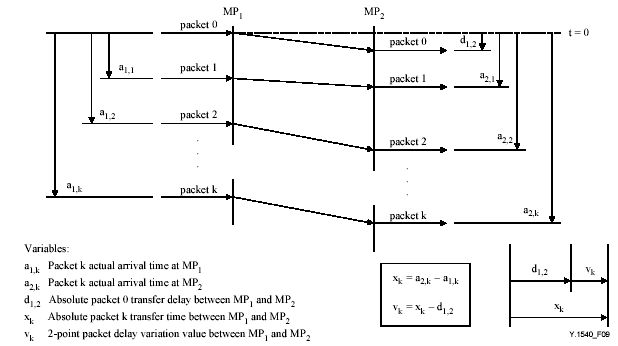 MP1 MP2
packet 0 t = 0
packet 0 d1,2
a1,1 packet 1 packet 1 a2,1
a1,2 packet 2
packet 2 a2,2
a1,k packet k
packet k a2,k
Variables:
a1,k Packet k actual arrival time at MP1
a2,k Packet k actual arrival time at MP2
d1,2 Absolute packet 0 transfer delay between MP1 and MP2
xk Absolute packet k transfer time between MP1 and MP2
vk 2-point packet delay variation value between MP1 and MP2
xk = a2,k – a1,k
vk = xk – d1,2
d1,2 vk
xk
Y.1540_F09